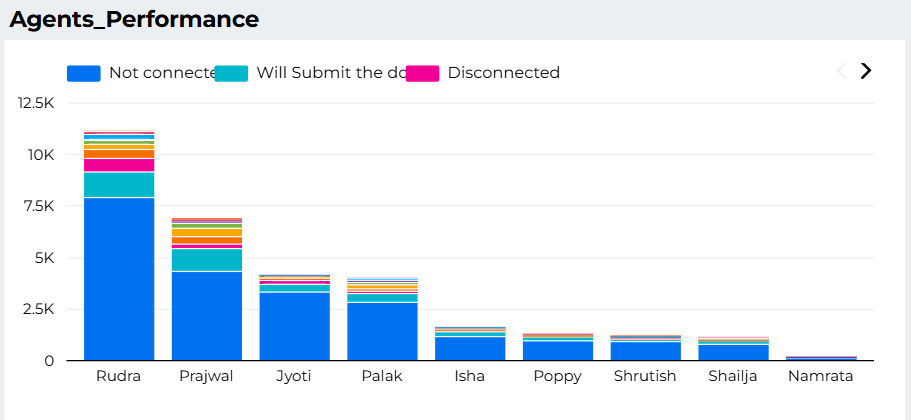 Agents_Performance
Not connecte Will Submit the do Disconnected
12.5K
10K
7.5K
5K
2.5K
0
Rudra Prajwal Jyoti Palak Isha Poppy Shrutish Shailja Namrata